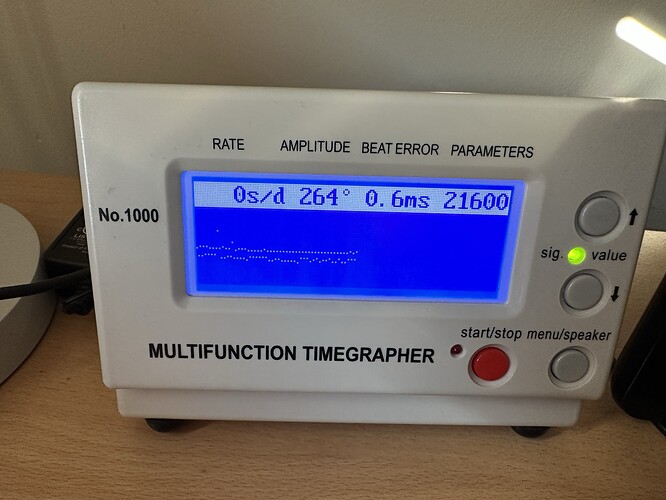 RATE AMPLITUDE BEAT ERROR PARAMETERS
0s/d 264° 0.6ms 21600
No.1000
sig. value
start/stop menu/speaker
MULTIFUNCTION TIMEGRAPHER